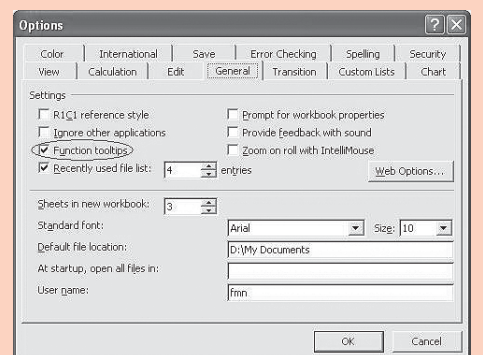 Options
Color International Save Error Checking Spelling Security
View Calculation Edit General Transition Custom Lists Chart
Settings
R1C1 reference style Prompt for workbook properties
Ignore other applications Provide feedback with sound
Function tooltips Zoom on roll with IntelliMouse
Recently used file list: 4 entries Web Options...
Sheets in new workbook: 3
Standard font: Arial Size: 10
Default file location: D:\My Documents
At startup, open all files in:
User name: fmn
OK Cancel